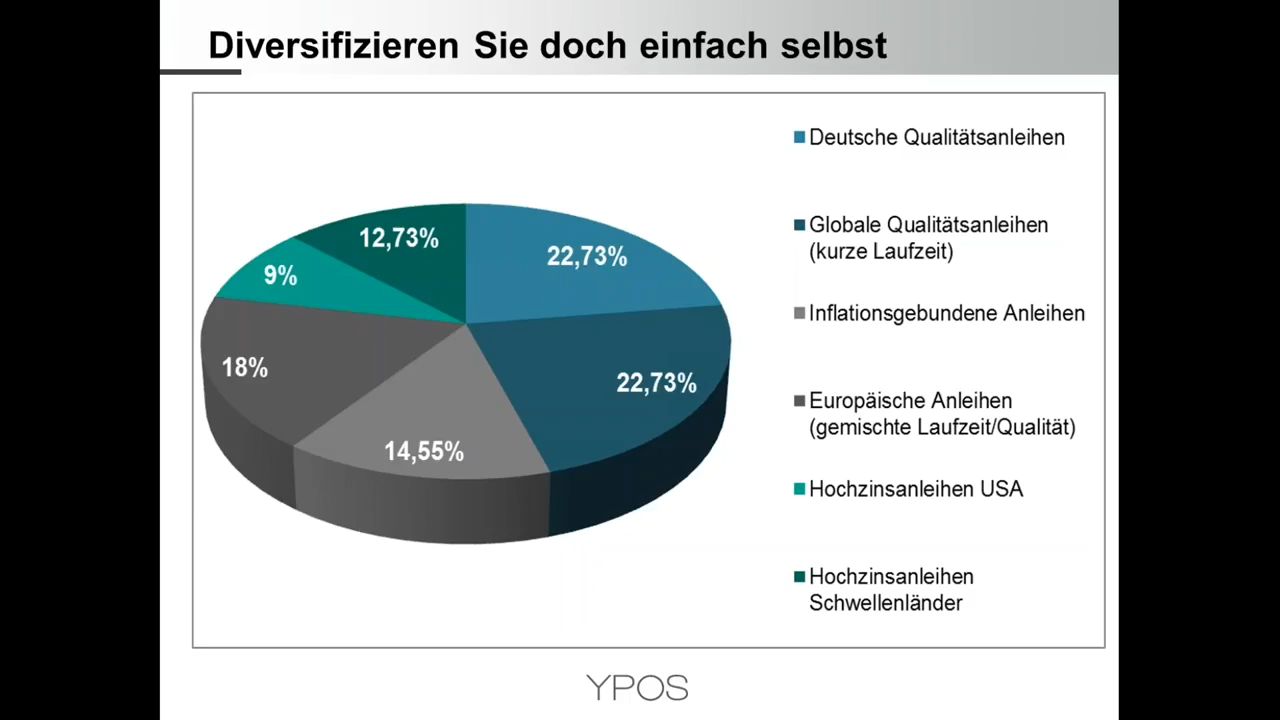 Diversifizieren Sie doch einfach selbst
12,73%
22,73%
9%
18%
22,73%
14,55%
Deutsche Qualitätsanleihen
Globale Qualitätsanleihen
(kurze Laufzeit)
Inflationsgebundene Anleihen
Europäische Anleihen
(gemischte Laufzeit/Qualität)
Hochzinsanleihen USA
Hochzinsanleihen
Schwellenländer
YPOS